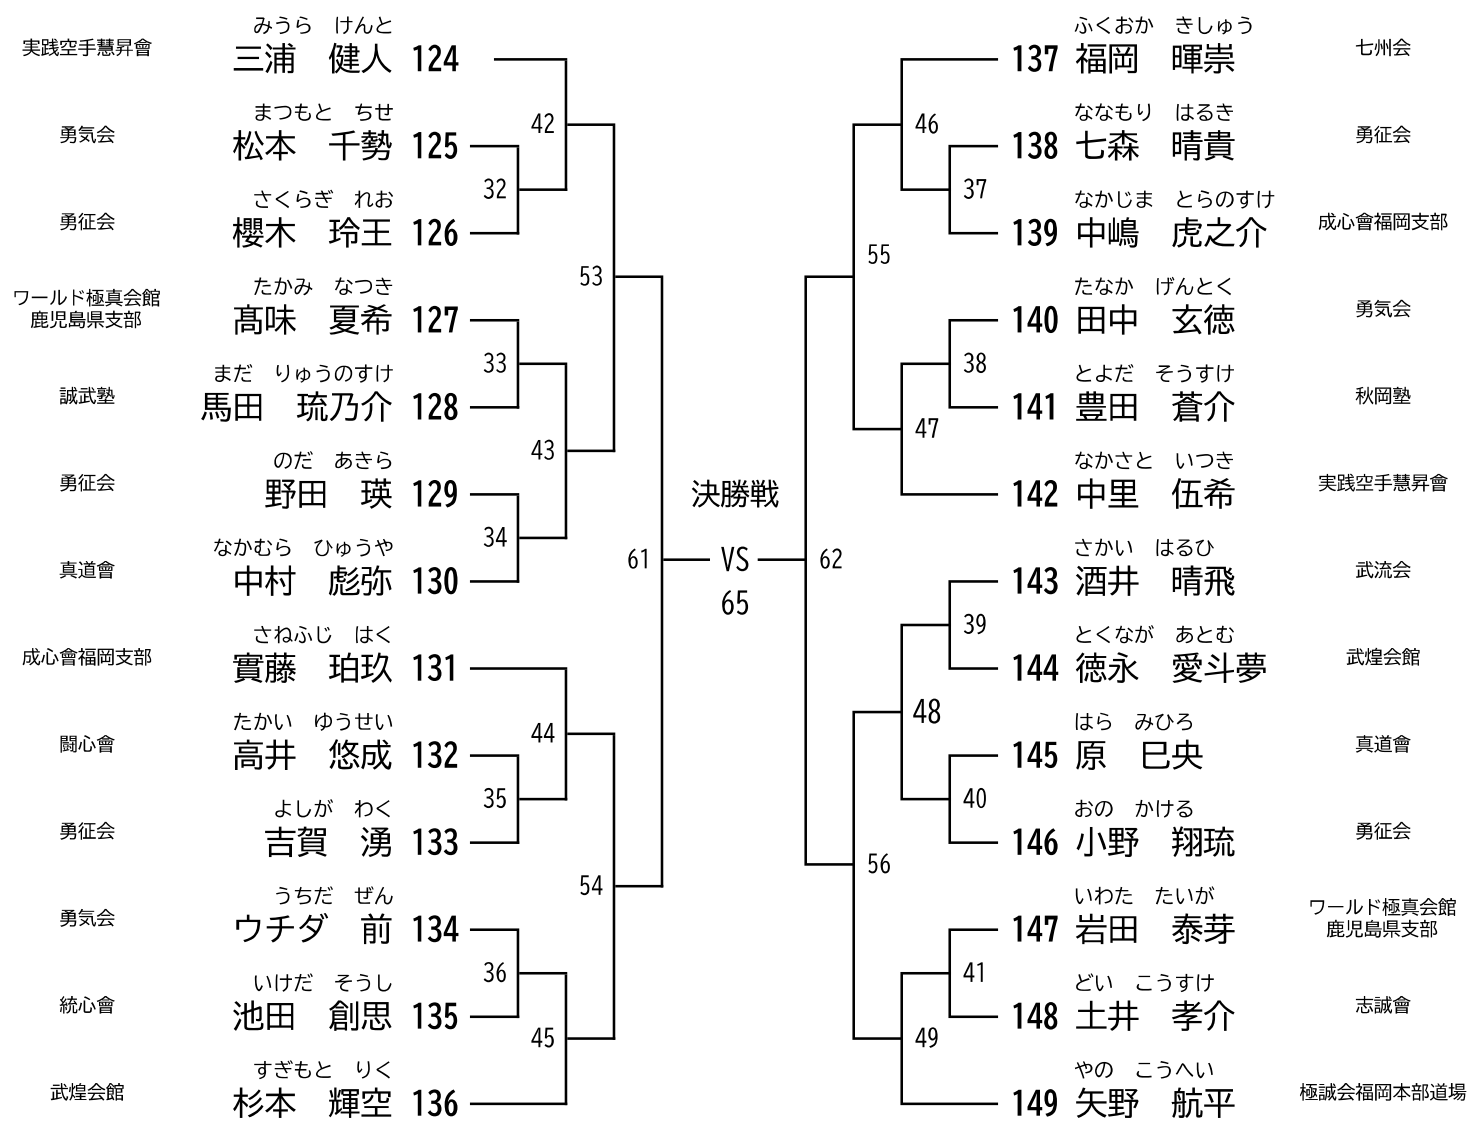 みうら けんと
実践空手慧昇會 三浦 健人 124
まつもと ちせ
勇気会 松本 千勢 125
さくらぎ れお
勇征会 櫻木 玲王 126
たかみ なつき
ワールド極真会館
鹿児島県支部
髙味 夏希 127
まだ りゅうのすけ
誠武塾 馬田 琉乃介 128
のだ あきら
勇征会 野田 瑛 129
なかむら ひゅうや
真道會 中村 彪弥 130
さねふじ はく
成心會福岡支部 實藤 珀玖 131
たかい ゆうせい
闘心會 高井 悠成 132
よしが わく
勇征会 吉賀 湧 133
うちだ ぜん
勇気会 ウチダ 前 134
いけだ そうし
統心會 池田 創思 135
すぎもと りく
武煌会館 杉本 輝空 136
42
32
53
33
43
34
61
44
35
54
36
45
決勝戦
VS
65
46
37
55
38
47
62
39
48
40
56
41
49
ふくおか きしゅう
137 福岡 暉崇 七州会
ななもり はるき
138 七森 晴貴 勇征会
なかじま とらのすけ
139 中嶋 虎之介 成心會福岡支部
たなか げんとく
140 田中 玄徳 勇気会
とよだ そうすけ
141 豊田 蒼介 秋岡塾
なかさと いつき
142 中里 伍希 実践空手慧昇會
さかい はるひ
143 酒井 晴飛 武流会
とくなが あとむ
144 徳永 愛斗夢 武煌会館
はら みひろ
145 原 巳央 真道會
おの かける
146 小野 翔琉 勇征会
いわた たいが
147 岩田 泰芽
ワールド極真会館
鹿児島県支部
どい こうすけ
148 土井 孝介 志誠會
やの こうへい
149 矢野 航平 極誠会福岡本部道場